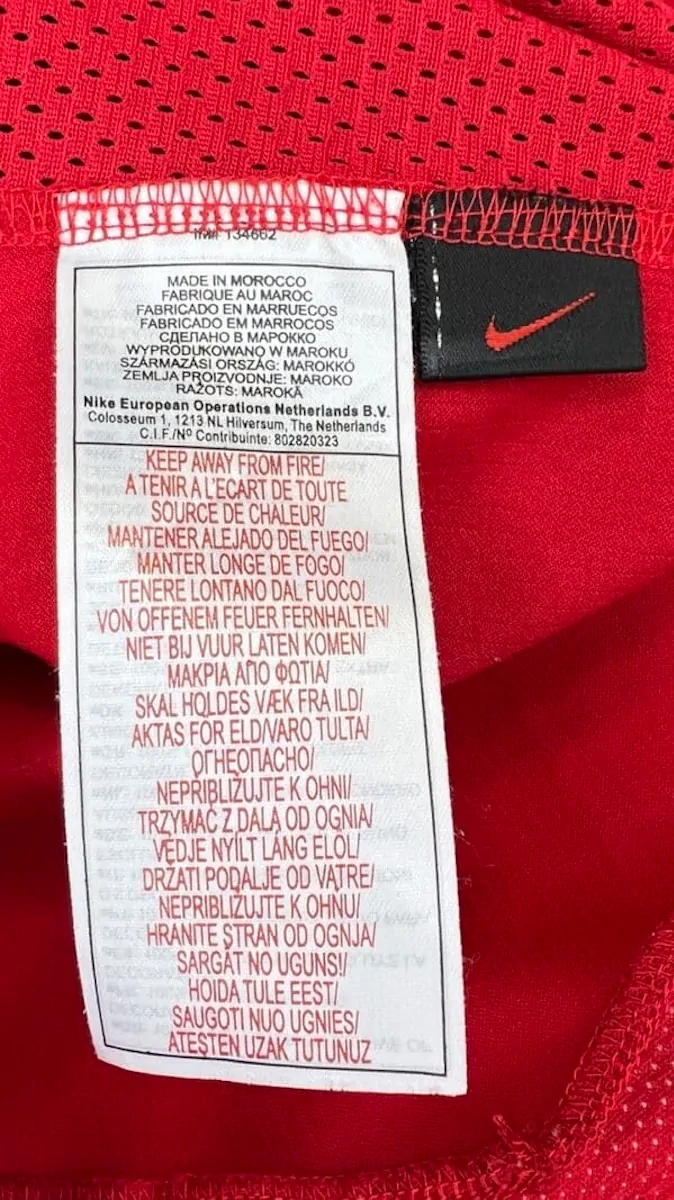 134662
MADE IN MOROCCO
FABRIQUE AU MAROC
FABRICADO EN MARRUECOS
FABRICADO EM MARROCOS
СДЕЛАНО В МАРОККО
WYPRODUKOWANO W MAROKU
SZÁRMAZÁSI ORSZÁG: MAROKKÓ
ZEMLJA PROIZVODNJE: MAROKO
RAŽOTS: MAROKĀ
Nike European Operations Netherlands B.V.
Colosseum 1, 1213 NL Hilversum, The Netherlands
C.I.F./Nº Contribuinte: 802820323
KEEP AWAY FROM FIRE/
A TENIR A L'ECART DE TOUTE
SOURCE DE CHALEUR/
MANTENER ALEJADO DEL FUEGO/
MANTER LONGE DE FOGO/
TENERE LONTANO DAL FUOCO/
VON OFFENEM FEUER FERNHALTEN/
NIET BIJ VUUR LATEN KOMEN/
ΜΑΚΡΙΑ ΑΠΟ ΦΩΤΙΑ/
SKAL HOLDES VÆK FRA ILD/
AKTAS FÖR ELD/VARO TULTA/
ОГНЕОПАСНО/
NEPRIBLIŽUJTE K OHNI/
TRZYMAĆ Z DALA OD OGNIA/
VÉDJE NYÍLT LÁNG ELÖL/
DRŽATI PODALJE OD VATRE/
NEPRIBLIŽUJTE K OHNU/
HRANITE STRAN OD OGNJA/
SARGĀT NO UGUNS!/
HOIDA TULE EEST/
SAUGOTI NUO UGNIES/
ATEŞTEN UZAK TUTUNUZ